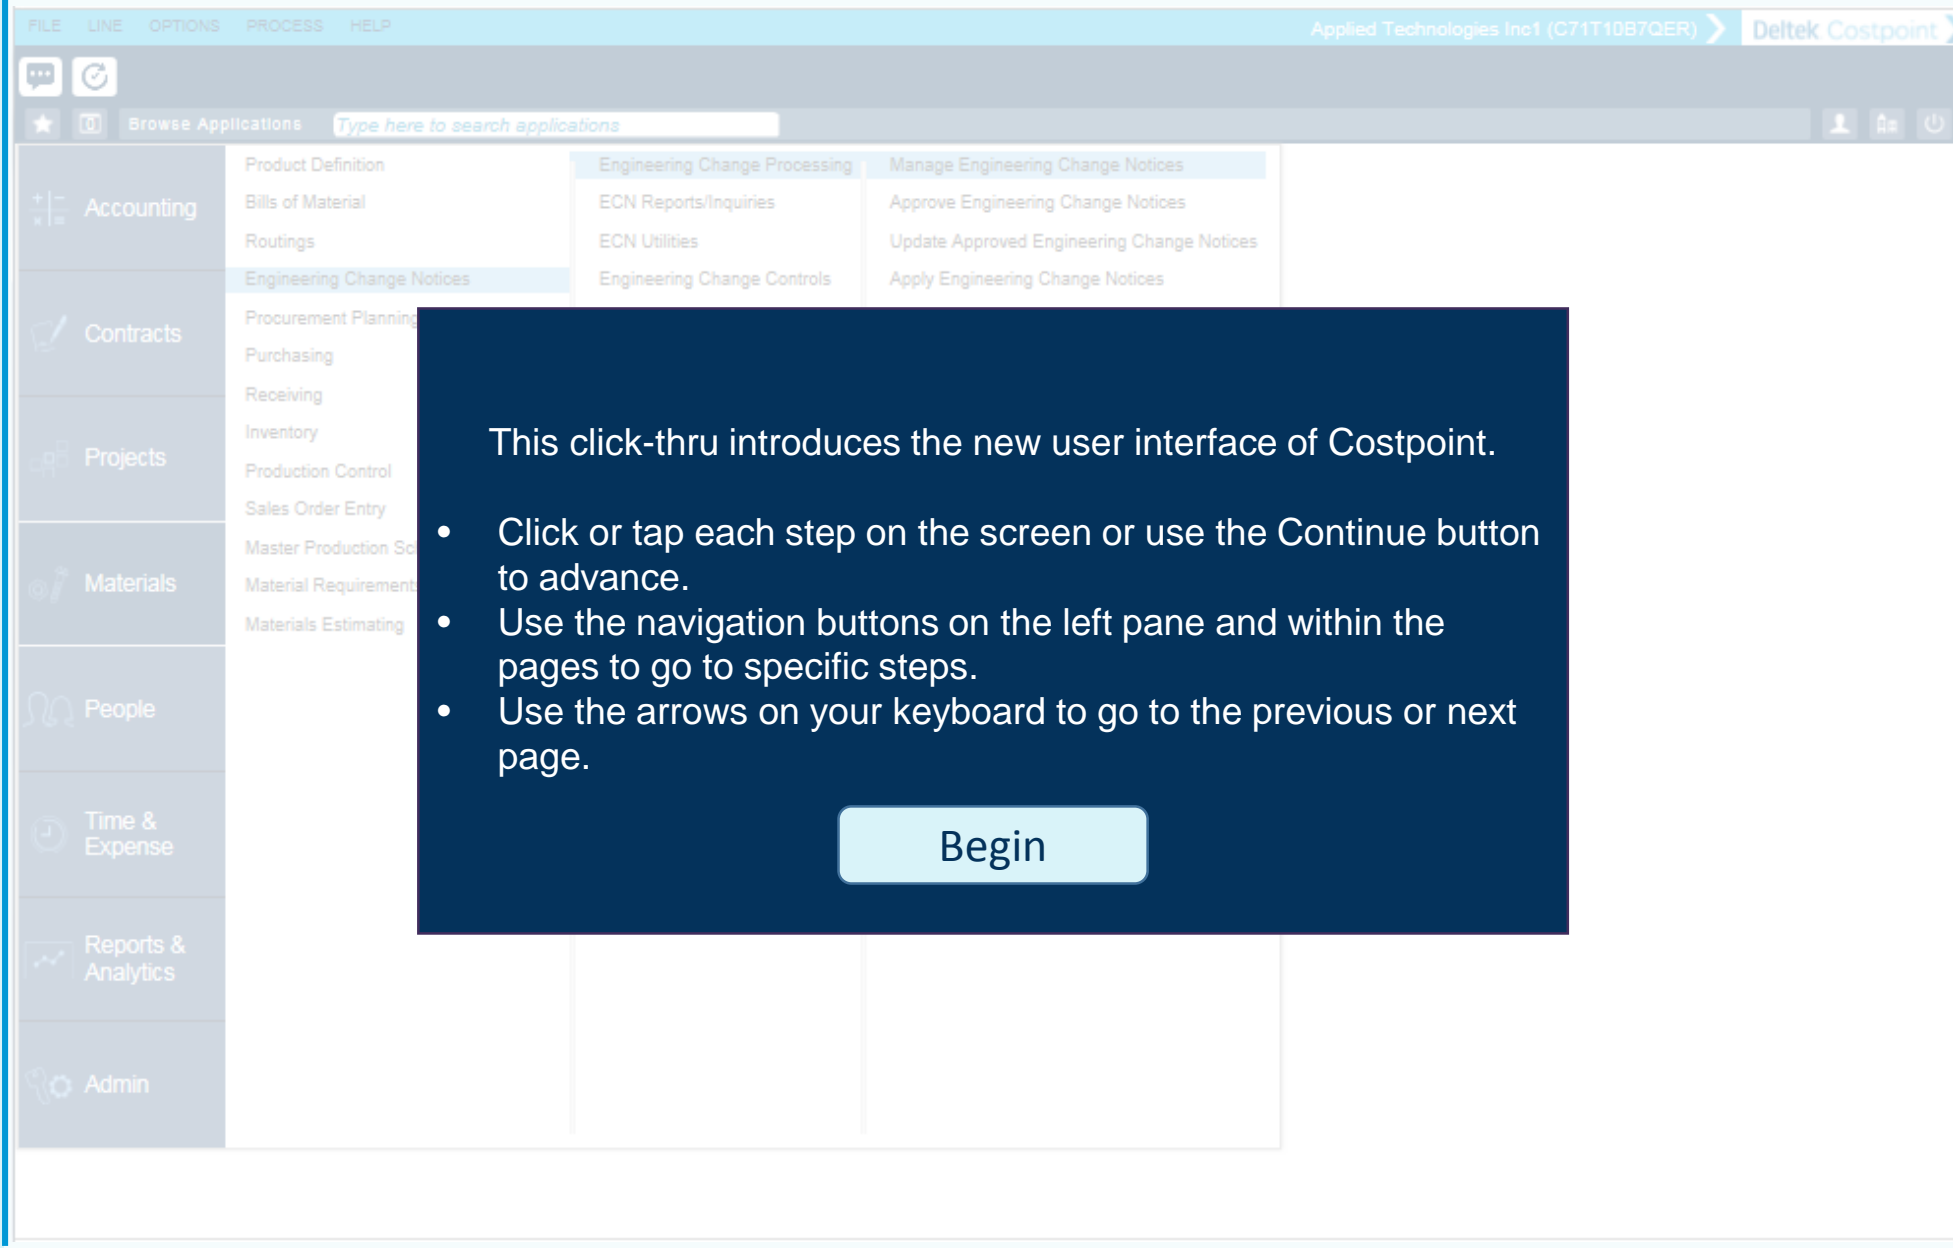 FILE LINE OPTIONS PROCESS HELP
Applied Technologies Inc1 (C71T10B7QER)
Deltek Costpoint
Browse Applications
Type here to search applications
Accounting
Contracts
Projects
Materials
People
Time &
Expense
Reports &
Analytics
Admin
Product Definition
Bills of Material
Routings
Engineering Change Notices
Procurement Planning
Purchasing
Receiving
Inventory
Production Control
Sales Order Entry
Master Production Sc
Material Requirement
Materials Estimating
Engineering Change Processing
ECN Reports/Inquiries
ECN Utilities
Engineering Change Controls
Manage Engineering Change Notices
Approve Engineering Change Notices
Update Approved Engineering Change Notices
Apply Engineering Change Notices
This click-thru introduces the new user interface of Costpoint.
• Click or tap each step on the screen or use the Continue button
to advance.
• Use the navigation buttons on the left pane and within the
pages to go to specific steps.
• Use the arrows on your keyboard to go to the previous or next
page.
Begin